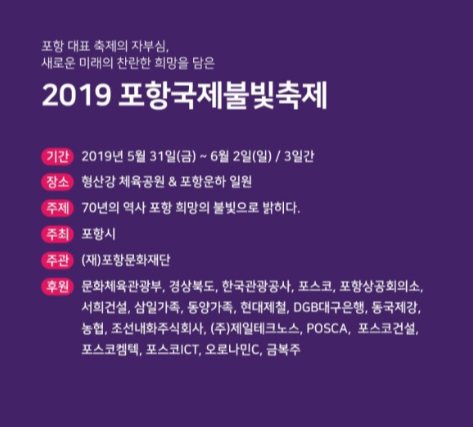 포항 대표 축제의 자부심,
새로운 미래의 찬란한 희망을 담은
2019 포항국제불빛축제
기간 2019년 5월 31일(금) ~ 6월 2일(일) / 3일간
장소 형산강 체육공원 & 포항운하 일원
주제 70년의 역사 포항 희망의 불빛으로 밝히다.
주최 포항시
주관 (재)포항문화재단
후원 문화체육관광부, 경상북도, 한국관광공사, 포스코, 포항상공회의소,
서희건설, 삼일가족, 동양가족, 현대제철, DGB대구은행, 동국제강,
농협, 조선내화주식회사, (주)제일테크노스, POSCA, 포스코건설,
포스코켐텍, 포스코ICT, 오로나민C, 금복주